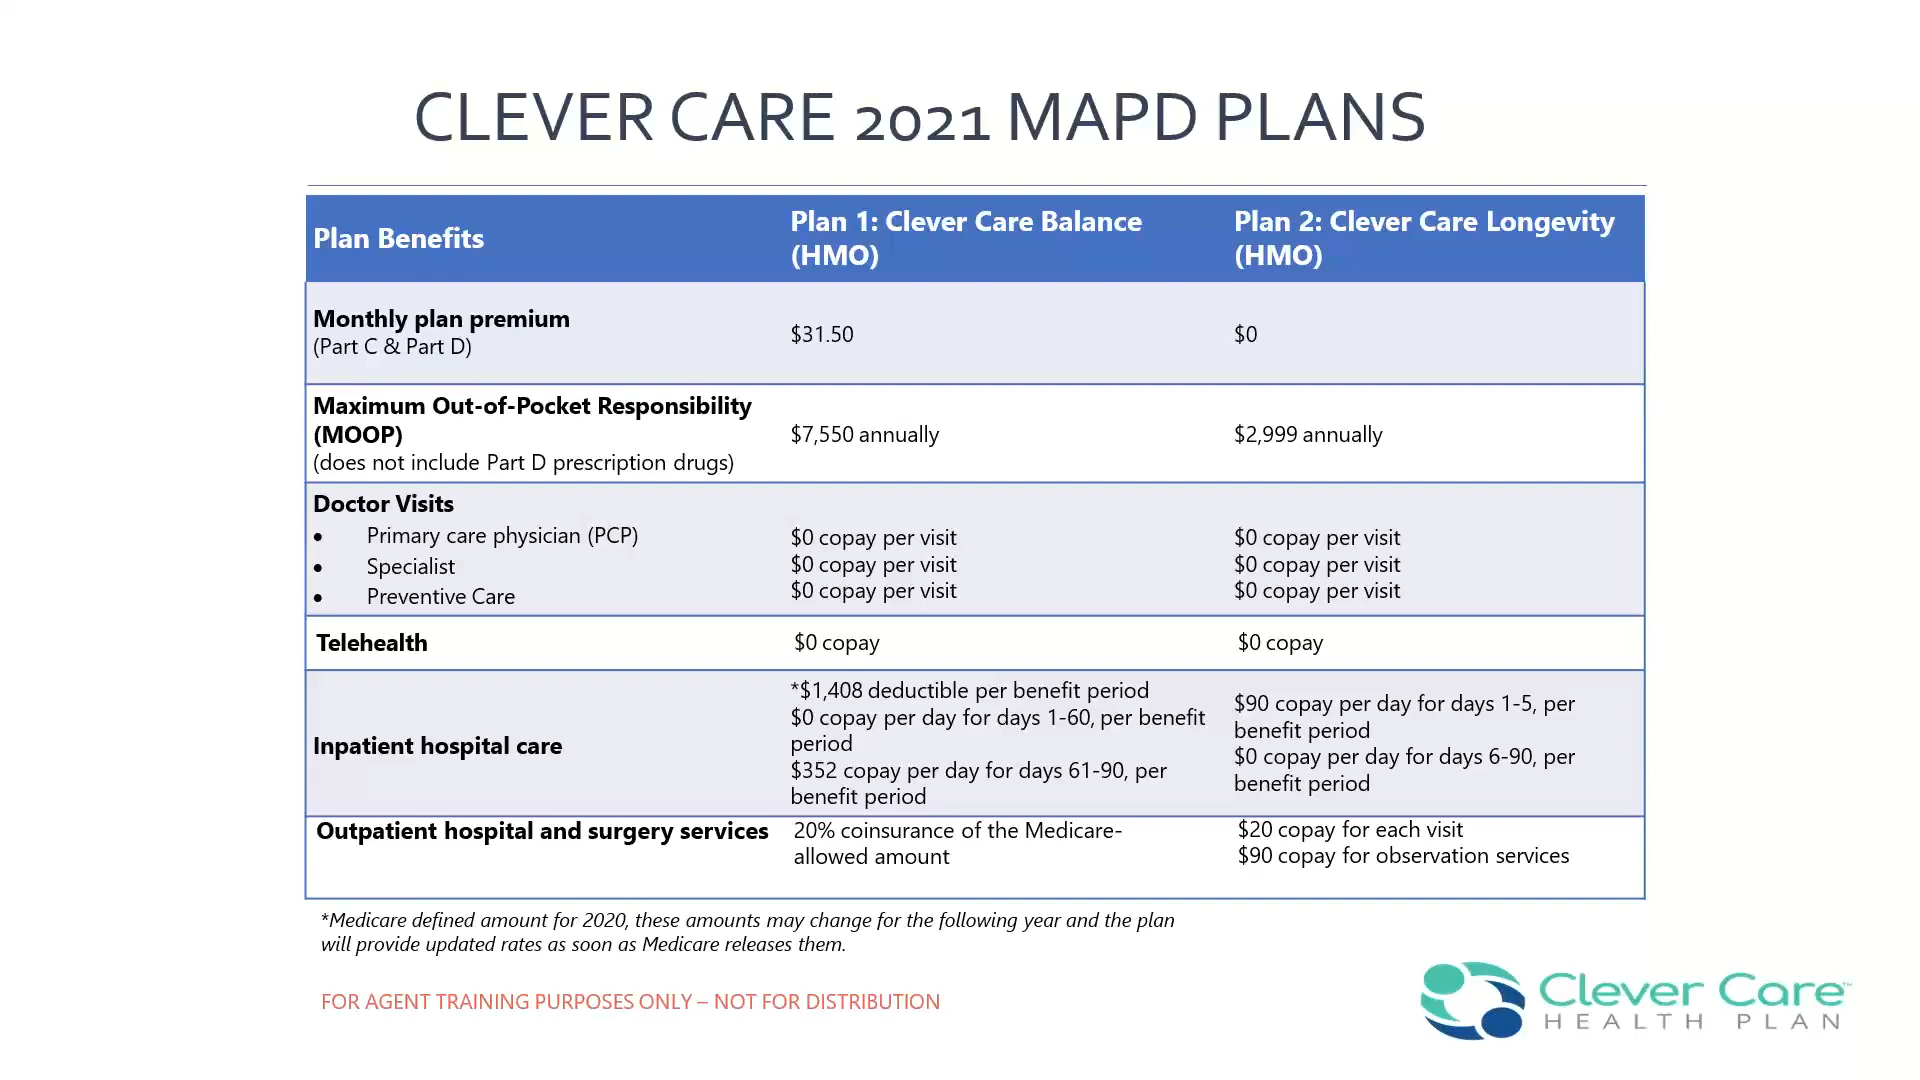 CLEVER CARE 2021 MAPD PLANS
Plan Benefits
Plan 1: Clever Care Balance
(HMO)
Plan 2: Clever Care Longevity
(HMO)
Monthly plan premium
(Part C & Part D)
$31.50
$0
Maximum Out-of-Pocket Responsibility
(MOOP)
(does not include Part D prescription drugs)
$7,550 annually
$2,999 annually
Doctor Visits
• Primary care physician (PCP)
• Specialist
• Preventive Care
$0 copay per visit
$0 copay per visit
$0 copay per visit
$0 copay per visit
$0 copay per visit
$0 copay per visit
Telehealth
$0 copay
$0 copay
Inpatient hospital care
*$1,408 deductible per benefit period
$0 copay per day for days 1-60, per benefit
period
$352 copay per day for days 61-90, per
benefit period
$90 copay per day for days 1-5, per
benefit period
$0 copay per day for days 6-90, per
benefit period
Outpatient hospital and surgery services
20% coinsurance of the Medicare-
allowed amount
$20 copay for each visit
$90 copay for observation services
*Medicare defined amount for 2020, these amounts may change for the following year and the plan
will provide updated rates as soon as Medicare releases them.
FOR AGENT TRAINING PURPOSES ONLY – NOT FOR DISTRIBUTION
Clever Care™
HEALTH PLAN